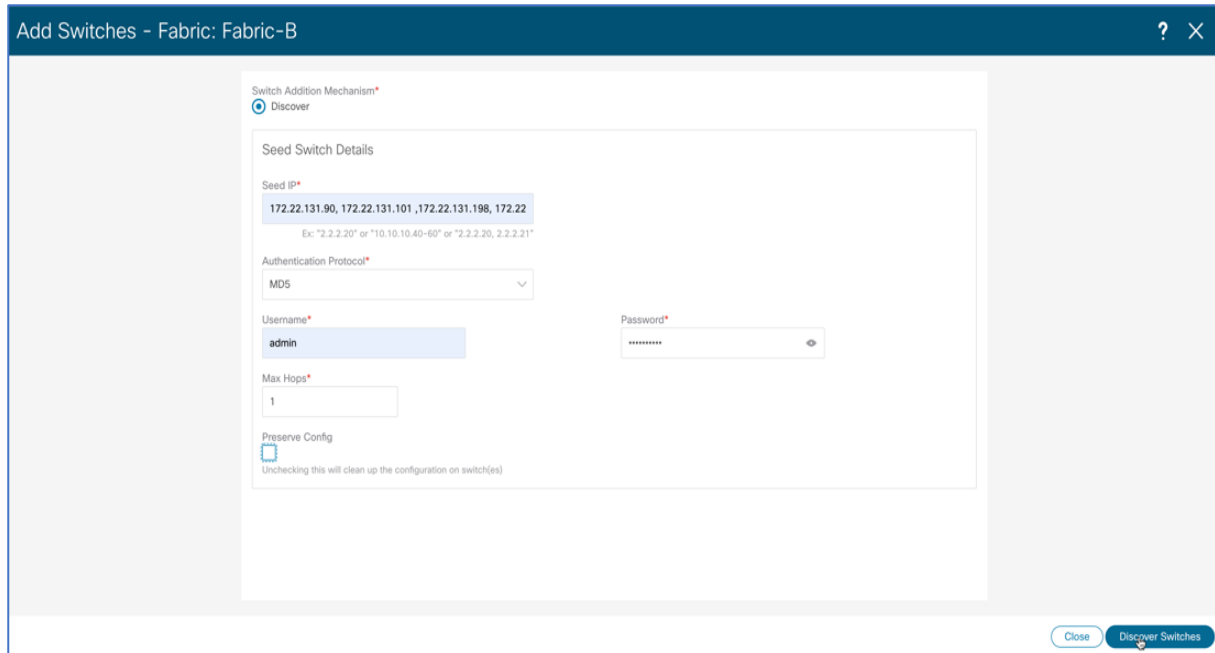 Add Switches - Fabric: Fabric-B
?
Switch Addition Mechanism*
Discover
Seed Switch Details
Seed IP*
172.22.131.90, 172.22.131.101 ,172.22.131.198, 172.22
Ex: "2.2.2.20" or "10.10.10.40-60" or "2.2.2.20, 2.2.2.21"
Authentication Protocol*
MD5
Username* Password*
admin ••••••••••
Max Hops*
1
Preserve Config
Unchecking this will clean up the configuration on switch(es)
Close Discover Switches